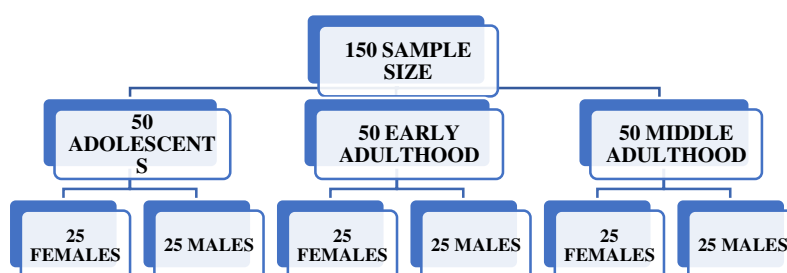 150 SAMPLE
SIZE
50
ADOLESCENT
S
50 EARLY
ADULTHOOD
50 MIDDLE
ADULTHOOD
25
FEMALES
25 MALES
25
FEMALES
25 MALES
25
FEMALES
25 MALES